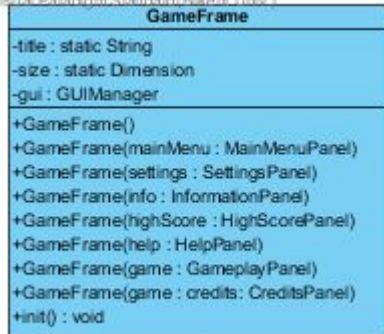 GameFrame
-title : static String
-size : static Dimension
-gui : GUIManager
+GameFrame()
+GameFrame(mainMenu : MainMenuPanel)
+GameFrame(settings : SettingsPanel)
+GameFrame(info : InformationPanel)
+GameFrame(highScore : HighScorePanel)
+GameFrame(help : HelpPanel)
+GameFrame(game : GameplayPanel)
+GameFrame(game : credits: CreditsPanel)
+init() : void